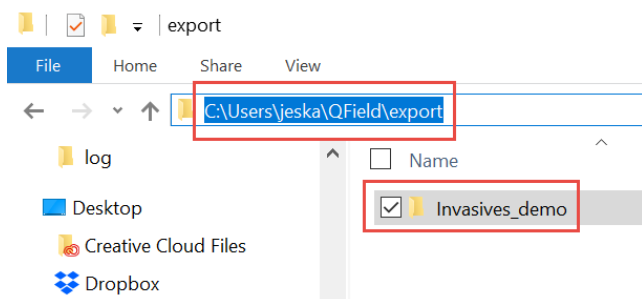 export
File Home Share View
C:\Users\jeska\QField\export
log
Name
Desktop
Invasives_demo
Creative Cloud Files
Dropbox